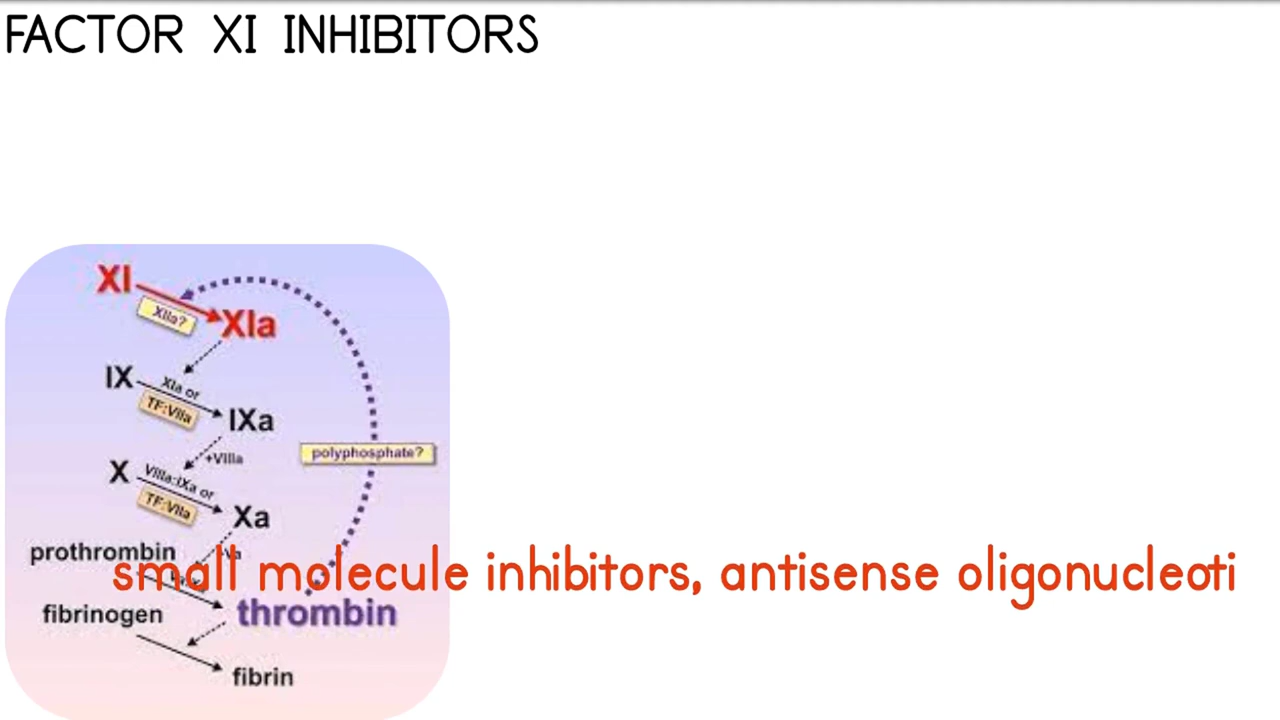 FACTOR XI INHIBITORS
XI
XIIa?
XIa
IX
XIa or
TF:VIIa
IXa
+VIIIa
polyphosphate?
X
VIIIa:IXa or
TF:VIIa
Xa
prothrombin
small molecule inhibitors, antisense oligonucleoti
fibrinogen
thrombin
fibrin